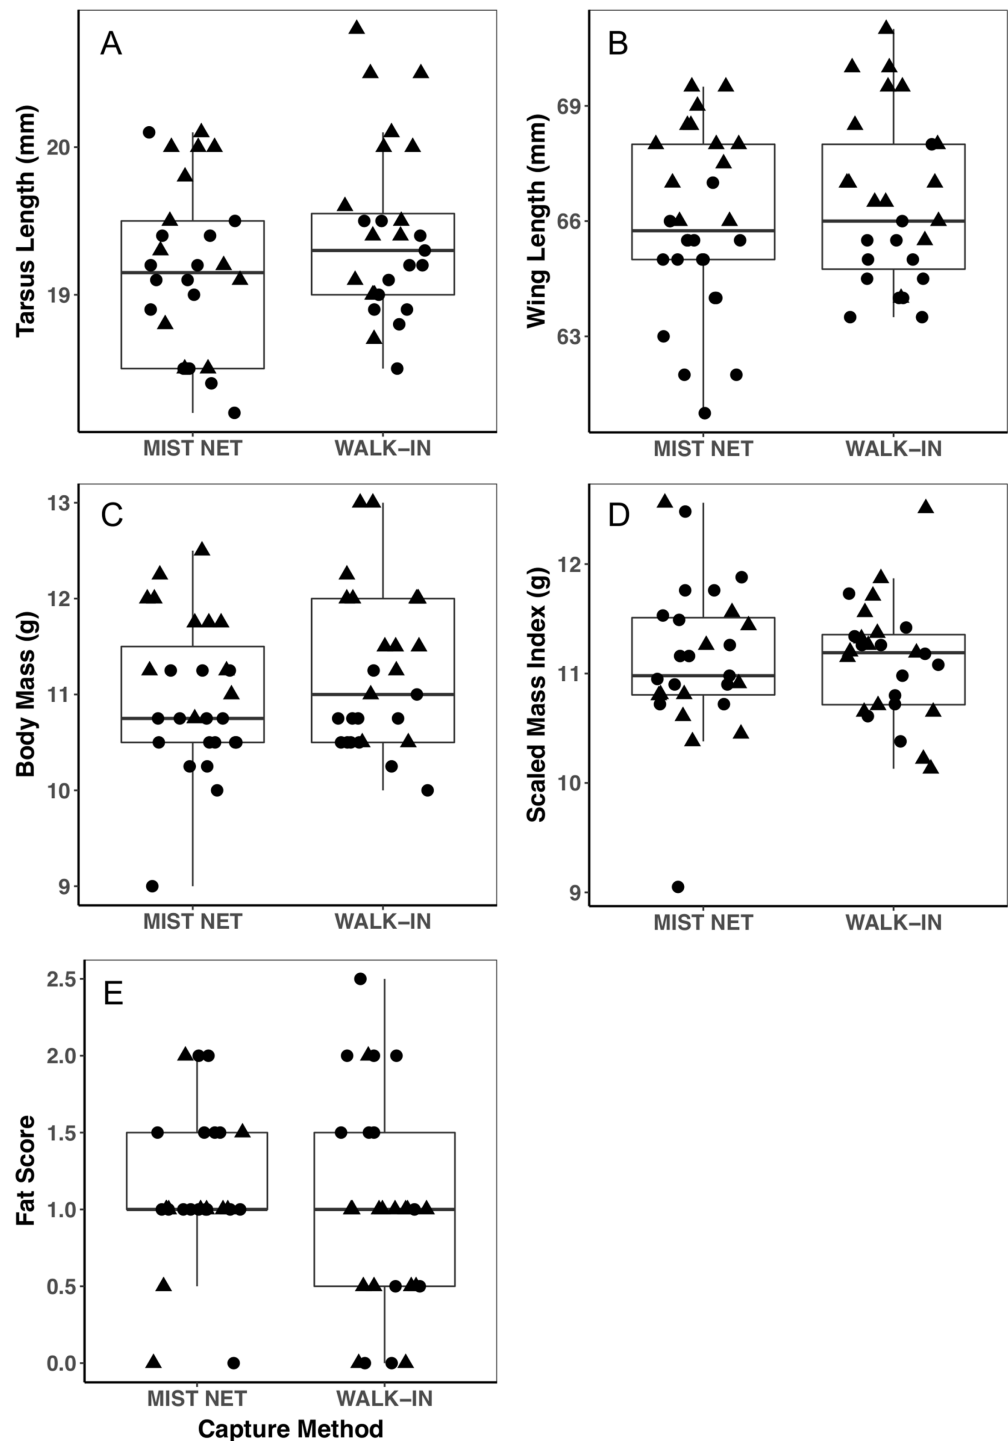 A
Tarsus Length (mm)
20
19
MIST NET
WALK–IN
B
Wing Length (mm)
69
66
63
MIST NET
WALK–IN
C
Body Mass (g)
13
12
11
10
9
MIST NET
WALK–IN
D
Scaled Mass Index (g)
12
11
10
9
MIST NET
WALK–IN
E
Fat Score
2.5
2.0
1.5
1.0
0.5
0.0
MIST NET
WALK–IN
Capture Method